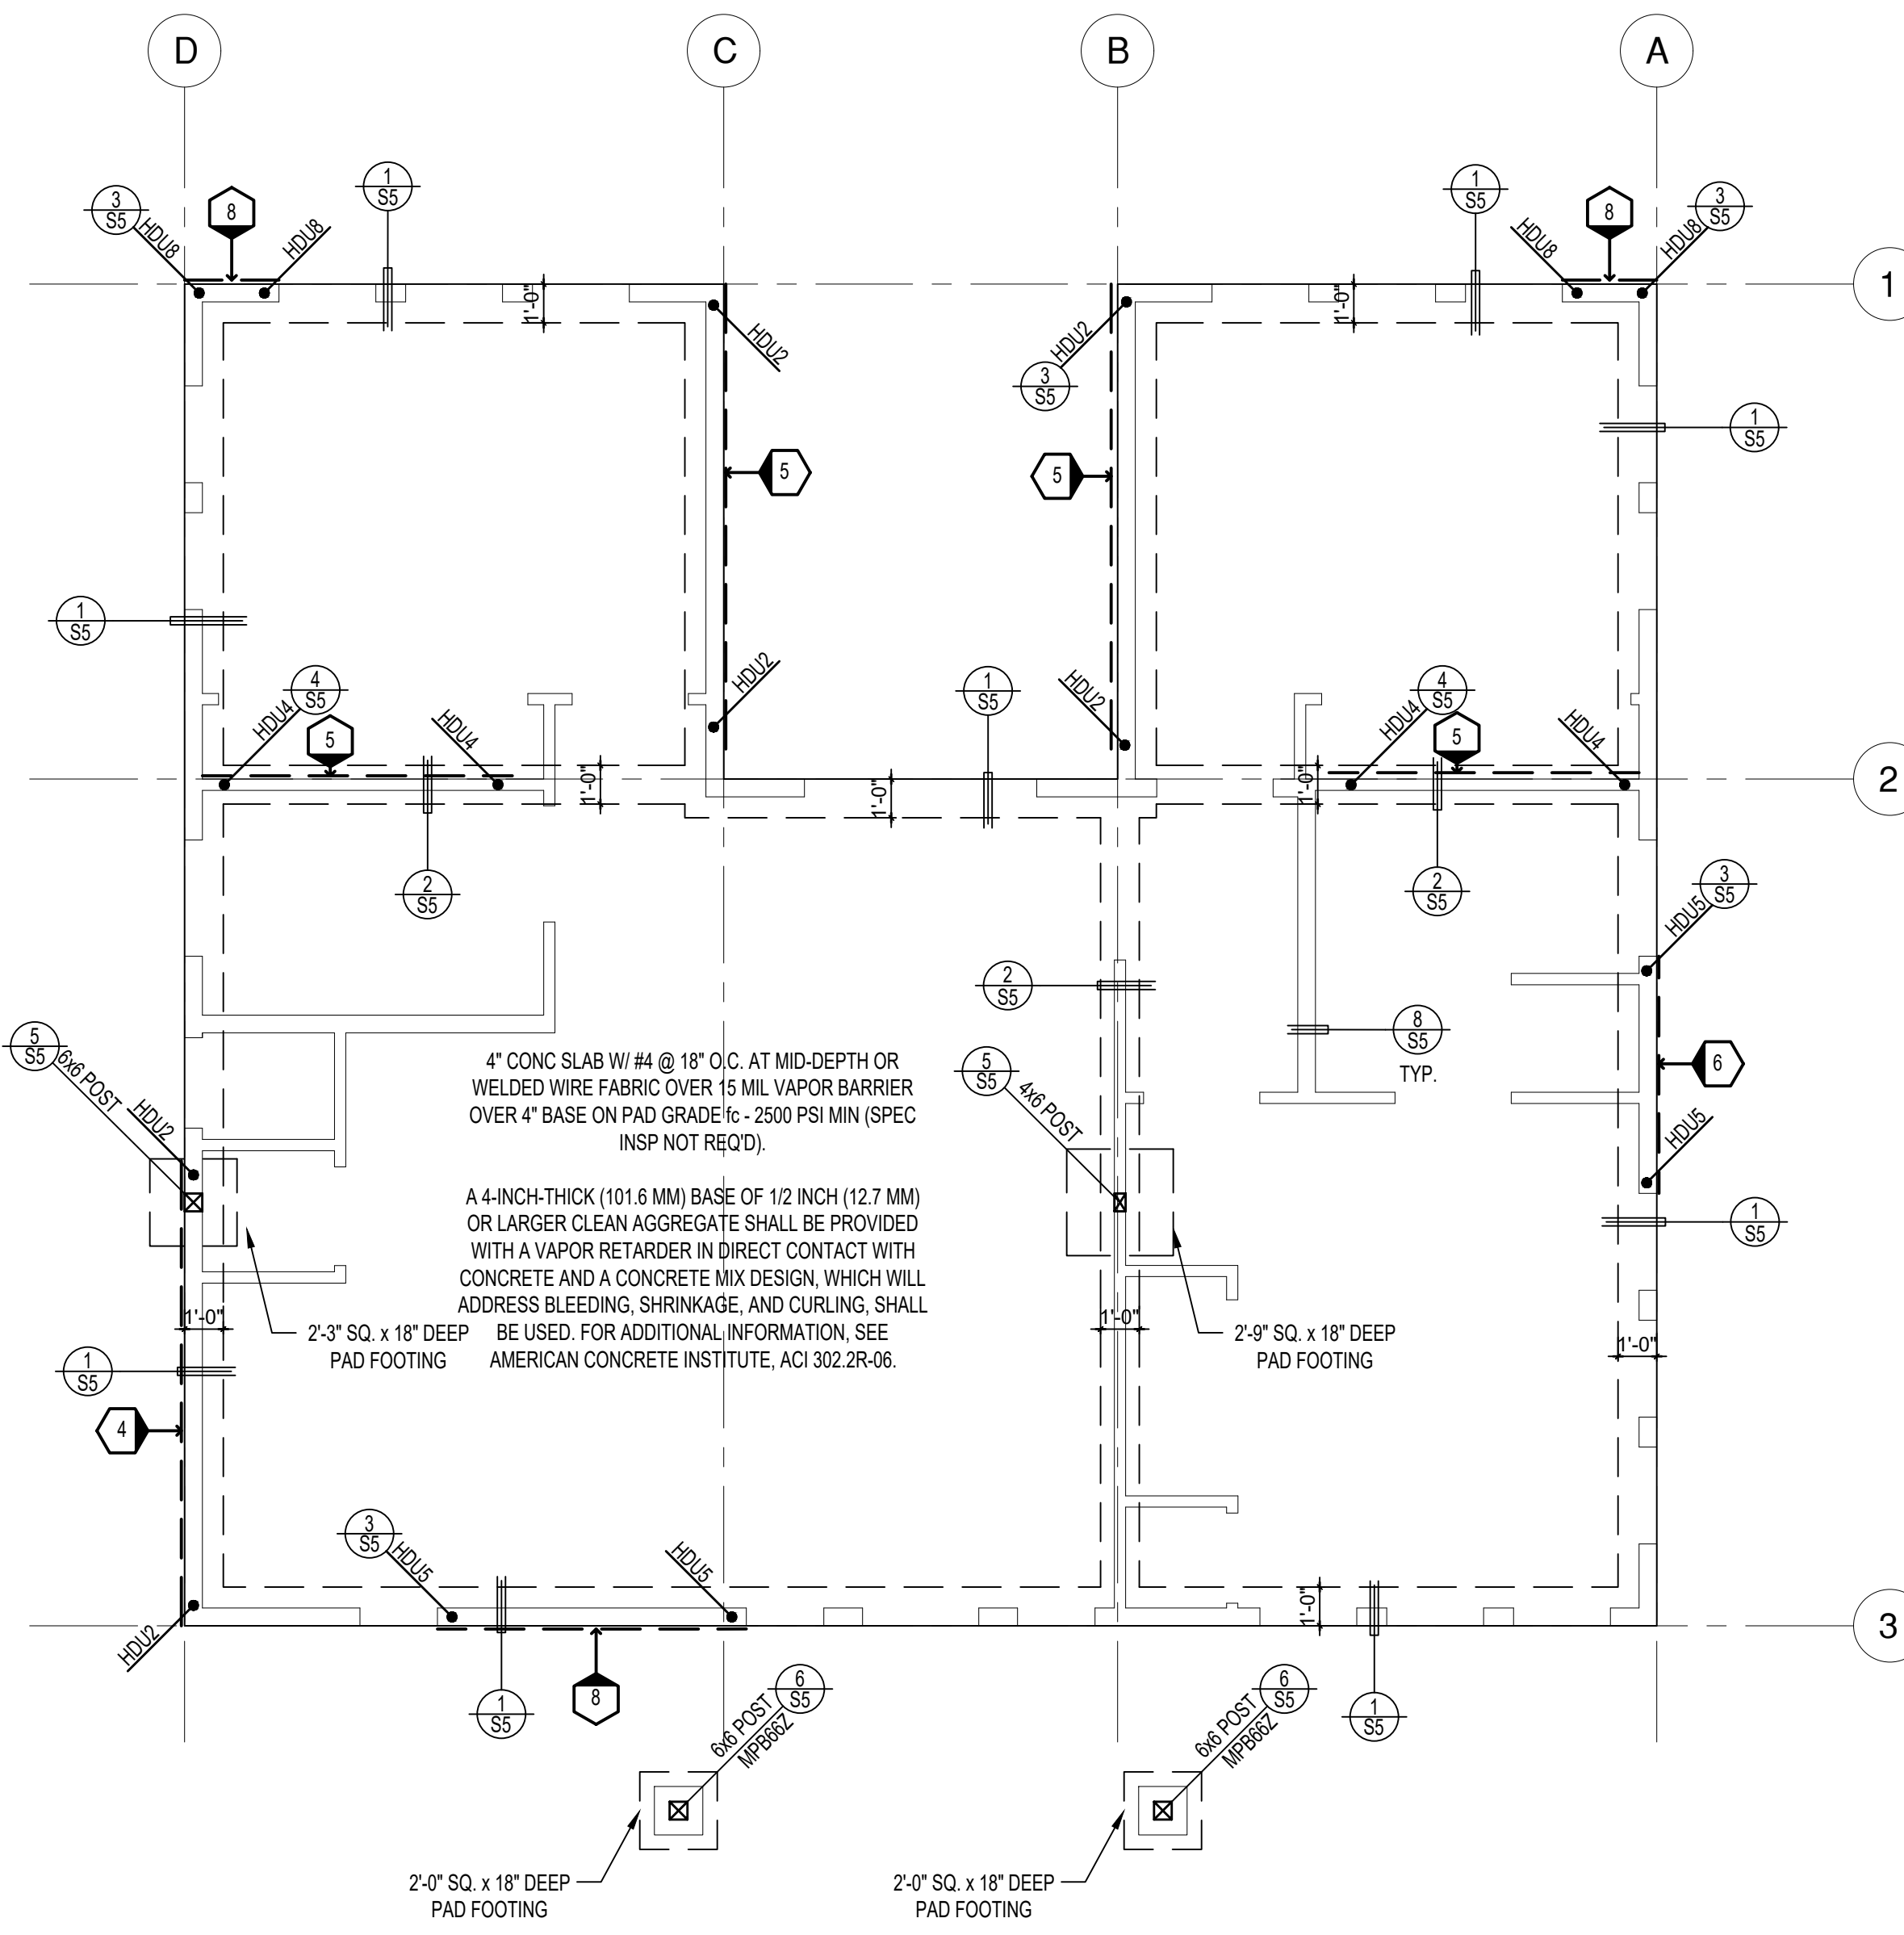 D
C
B
A
1
S5
1
S5
3
S5
8
8
3
S5
HDU8
HDU8
HDU8
HDU8
1
1'-0"
1'-0"
HDU2
HDU2
3
S5
1
S5
5
5
1
S5
HDU2
HDU2
1
S5
4
S5
HDU4
5
HDU4
4
S5
HDU4
5
HDU4
2
1'-0"
1'-0"
1'-0"
2
S5
2
S5
3
S5
HDU5
2
S5
8
S5
TYP.
5
S5
6x6 POST
HDU2
5
S5
4x6 POST
6
HDU5
4" CONC SLAB W/ #4 @ 18" O.C. AT MID-DEPTH OR
WELDED WIRE FABRIC OVER 15 MIL VAPOR BARRIER
OVER 4" BASE ON PAD GRADE fc - 2500 PSI MIN (SPEC
INSP NOT REQ'D).
A 4-INCH-THICK (101.6 MM) BASE OF 1/2 INCH (12.7 MM)
OR LARGER CLEAN AGGREGATE SHALL BE PROVIDED
WITH A VAPOR RETARDER IN DIRECT CONTACT WITH
CONCRETE AND A CONCRETE MIX DESIGN, WHICH WILL
ADDRESS BLEEDING, SHRINKAGE, AND CURLING, SHALL
BE USED. FOR ADDITIONAL INFORMATION, SEE
AMERICAN CONCRETE INSTITUTE, ACI 302.2R-06.
1
S5
1'-0"
2'-3" SQ. x 18" DEEP
PAD FOOTING
1'-0"
2'-9" SQ. x 18" DEEP
PAD FOOTING
1'-0"
1
S5
4
3
S5
HDU5
HDU5
1'-0"
3
HDU2
1
S5
8
6
S5
6x6 POST
MPB66Z
6
S5
6x6 POST
MPB66Z
1
S5
2'-0" SQ. x 18" DEEP
PAD FOOTING
2'-0" SQ. x 18" DEEP
PAD FOOTING